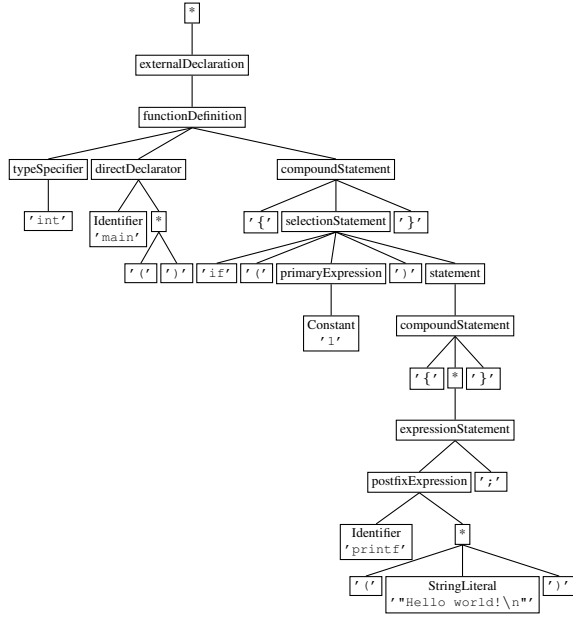 *
externalDeclaration
functionDefinition
typeSpecifier directDeclarator compoundStatement
'int' Identifier * '{' selectionStatement '}'
'main'
'(' ')' 'if' '(' primaryExpression ')' statement
Constant compoundStatement
'1'
'{' * '}'
expressionStatement
postfixExpression ';'
Identifier *
'printf'
'(' StringLiteral ')'
'"Hello world!\n"'